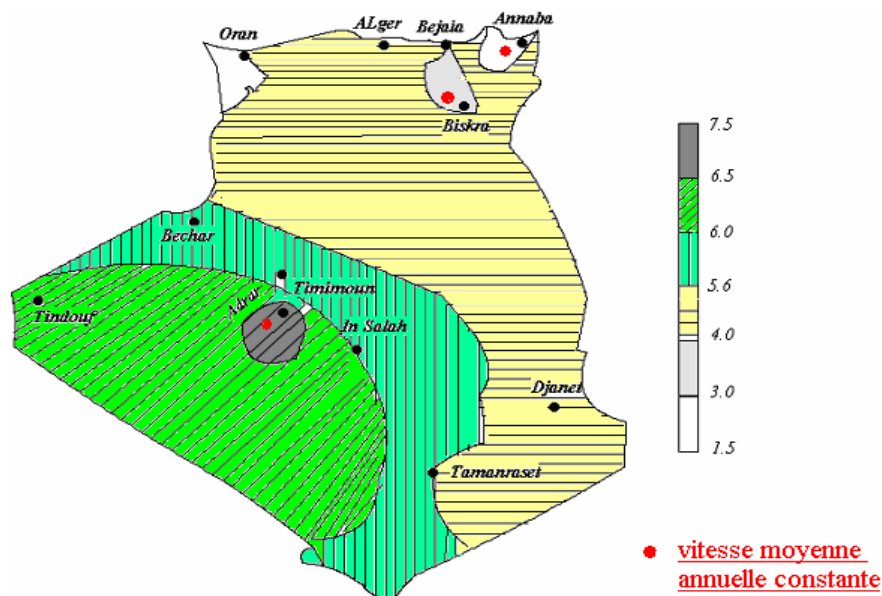 Oran
ALger
Bejaia
Annaba
Biskra
Bechar
Timimoun
Adrar
Tindouf
In Salah
Djanet
Tamanraset
7.5
6.5
6.0
5.6
4.0
3.0
1.5
vitesse moyenne
annuelle constante